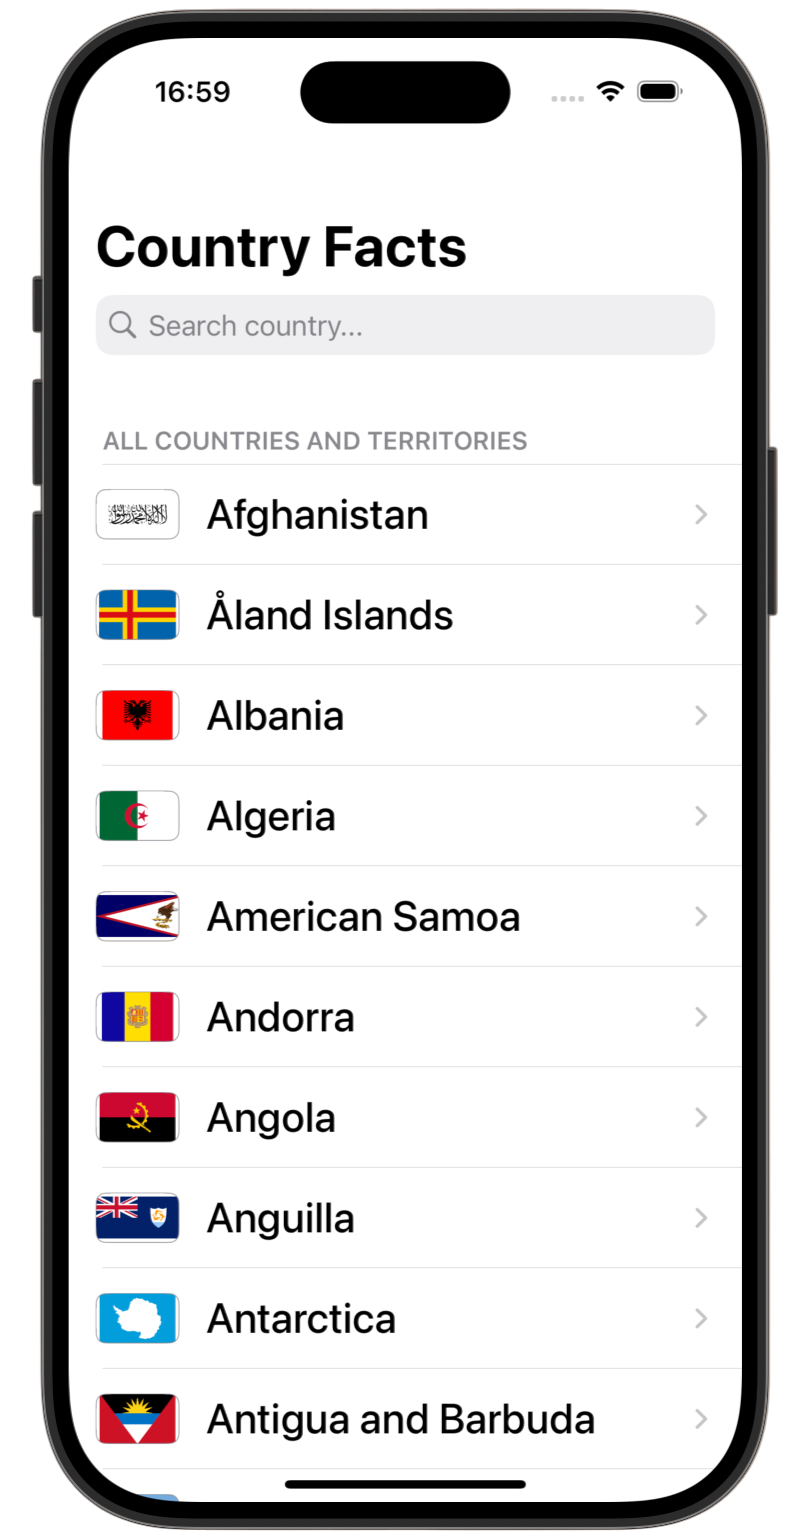 16:59
Country Facts
Search country...
ALL COUNTRIES AND TERRITORIES
Afghanistan
Åland Islands
Albania
Algeria
American Samoa
Andorra
Angola
Anguilla
Antarctica
Antigua and Barbuda